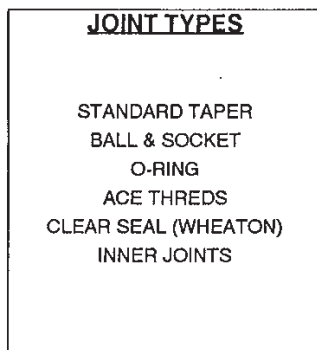 JOINT TYPES
STANDARD TAPER
BALL & SOCKET
O-RING
ACE THREDS
CLEAR SEAL (WHEATON)
INNER JOINTS